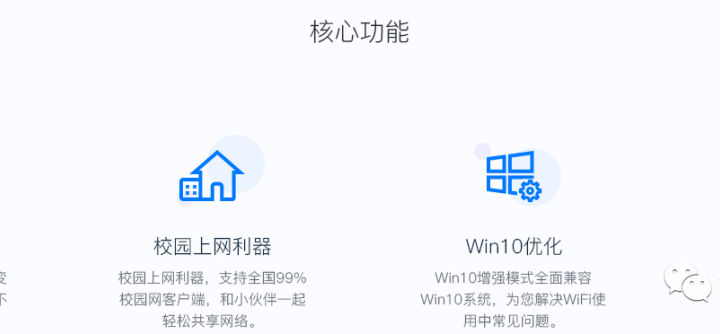 核心功能
校园上网利器
校园上网利器，支持全国99%
校园网客户端，和小伙伴一起
轻松共享网络。
Win10优化
Win10增强模式全面兼容
Win10系统，为您解决WiFi使
用中常见问题。